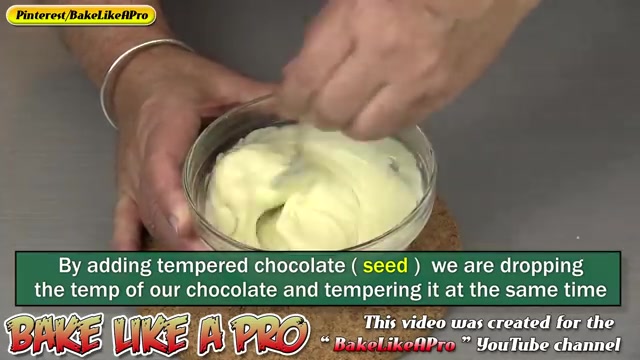 Pinterest/BakeLikeAPro
By adding tempered chocolate ( seed ) we are dropping
the temp of our chocolate and tempering it at the same time
BAKE LIKE A PRO
This video was created for the
“ BakeLikeAPro ” YouTube channel